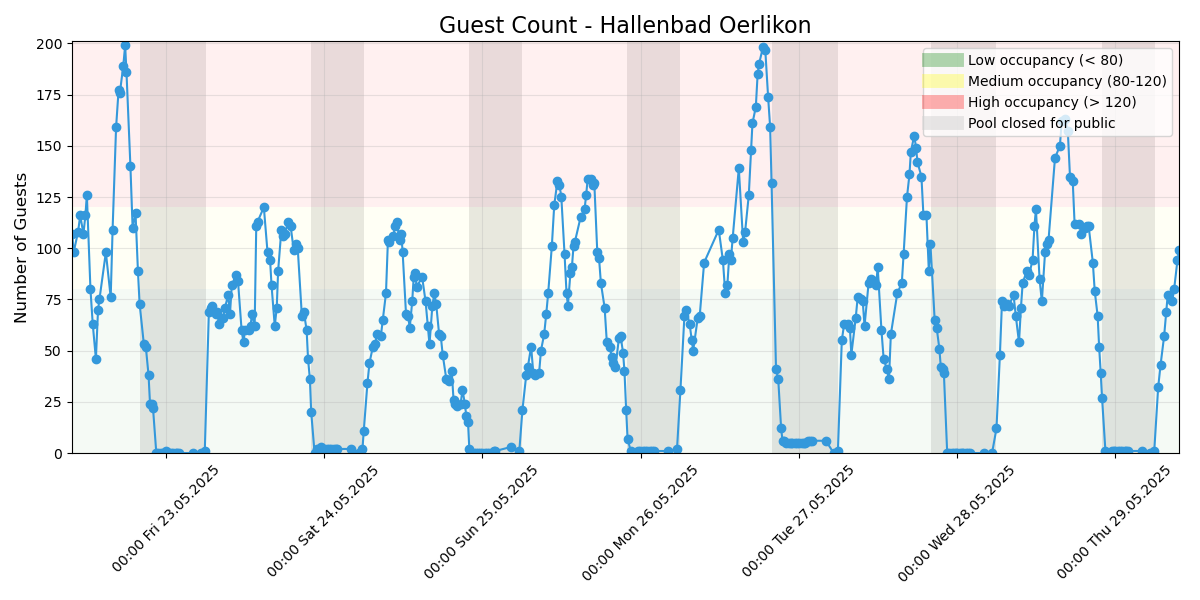 Guest Count - Hallenbad Oerlikon
Number of Guests
200
175
150
125
100
75
50
25
0
Low occupancy (< 80)
Medium occupancy (80-120)
High occupancy (> 120)
Pool closed for public
00:00 Fri 23.05.2025
00:00 Sat 24.05.2025
00:00 Sun 25.05.2025
00:00 Mon 26.05.2025
00:00 Tue 27.05.2025
00:00 Wed 28.05.2025
00:00 Thu 29.05.2025